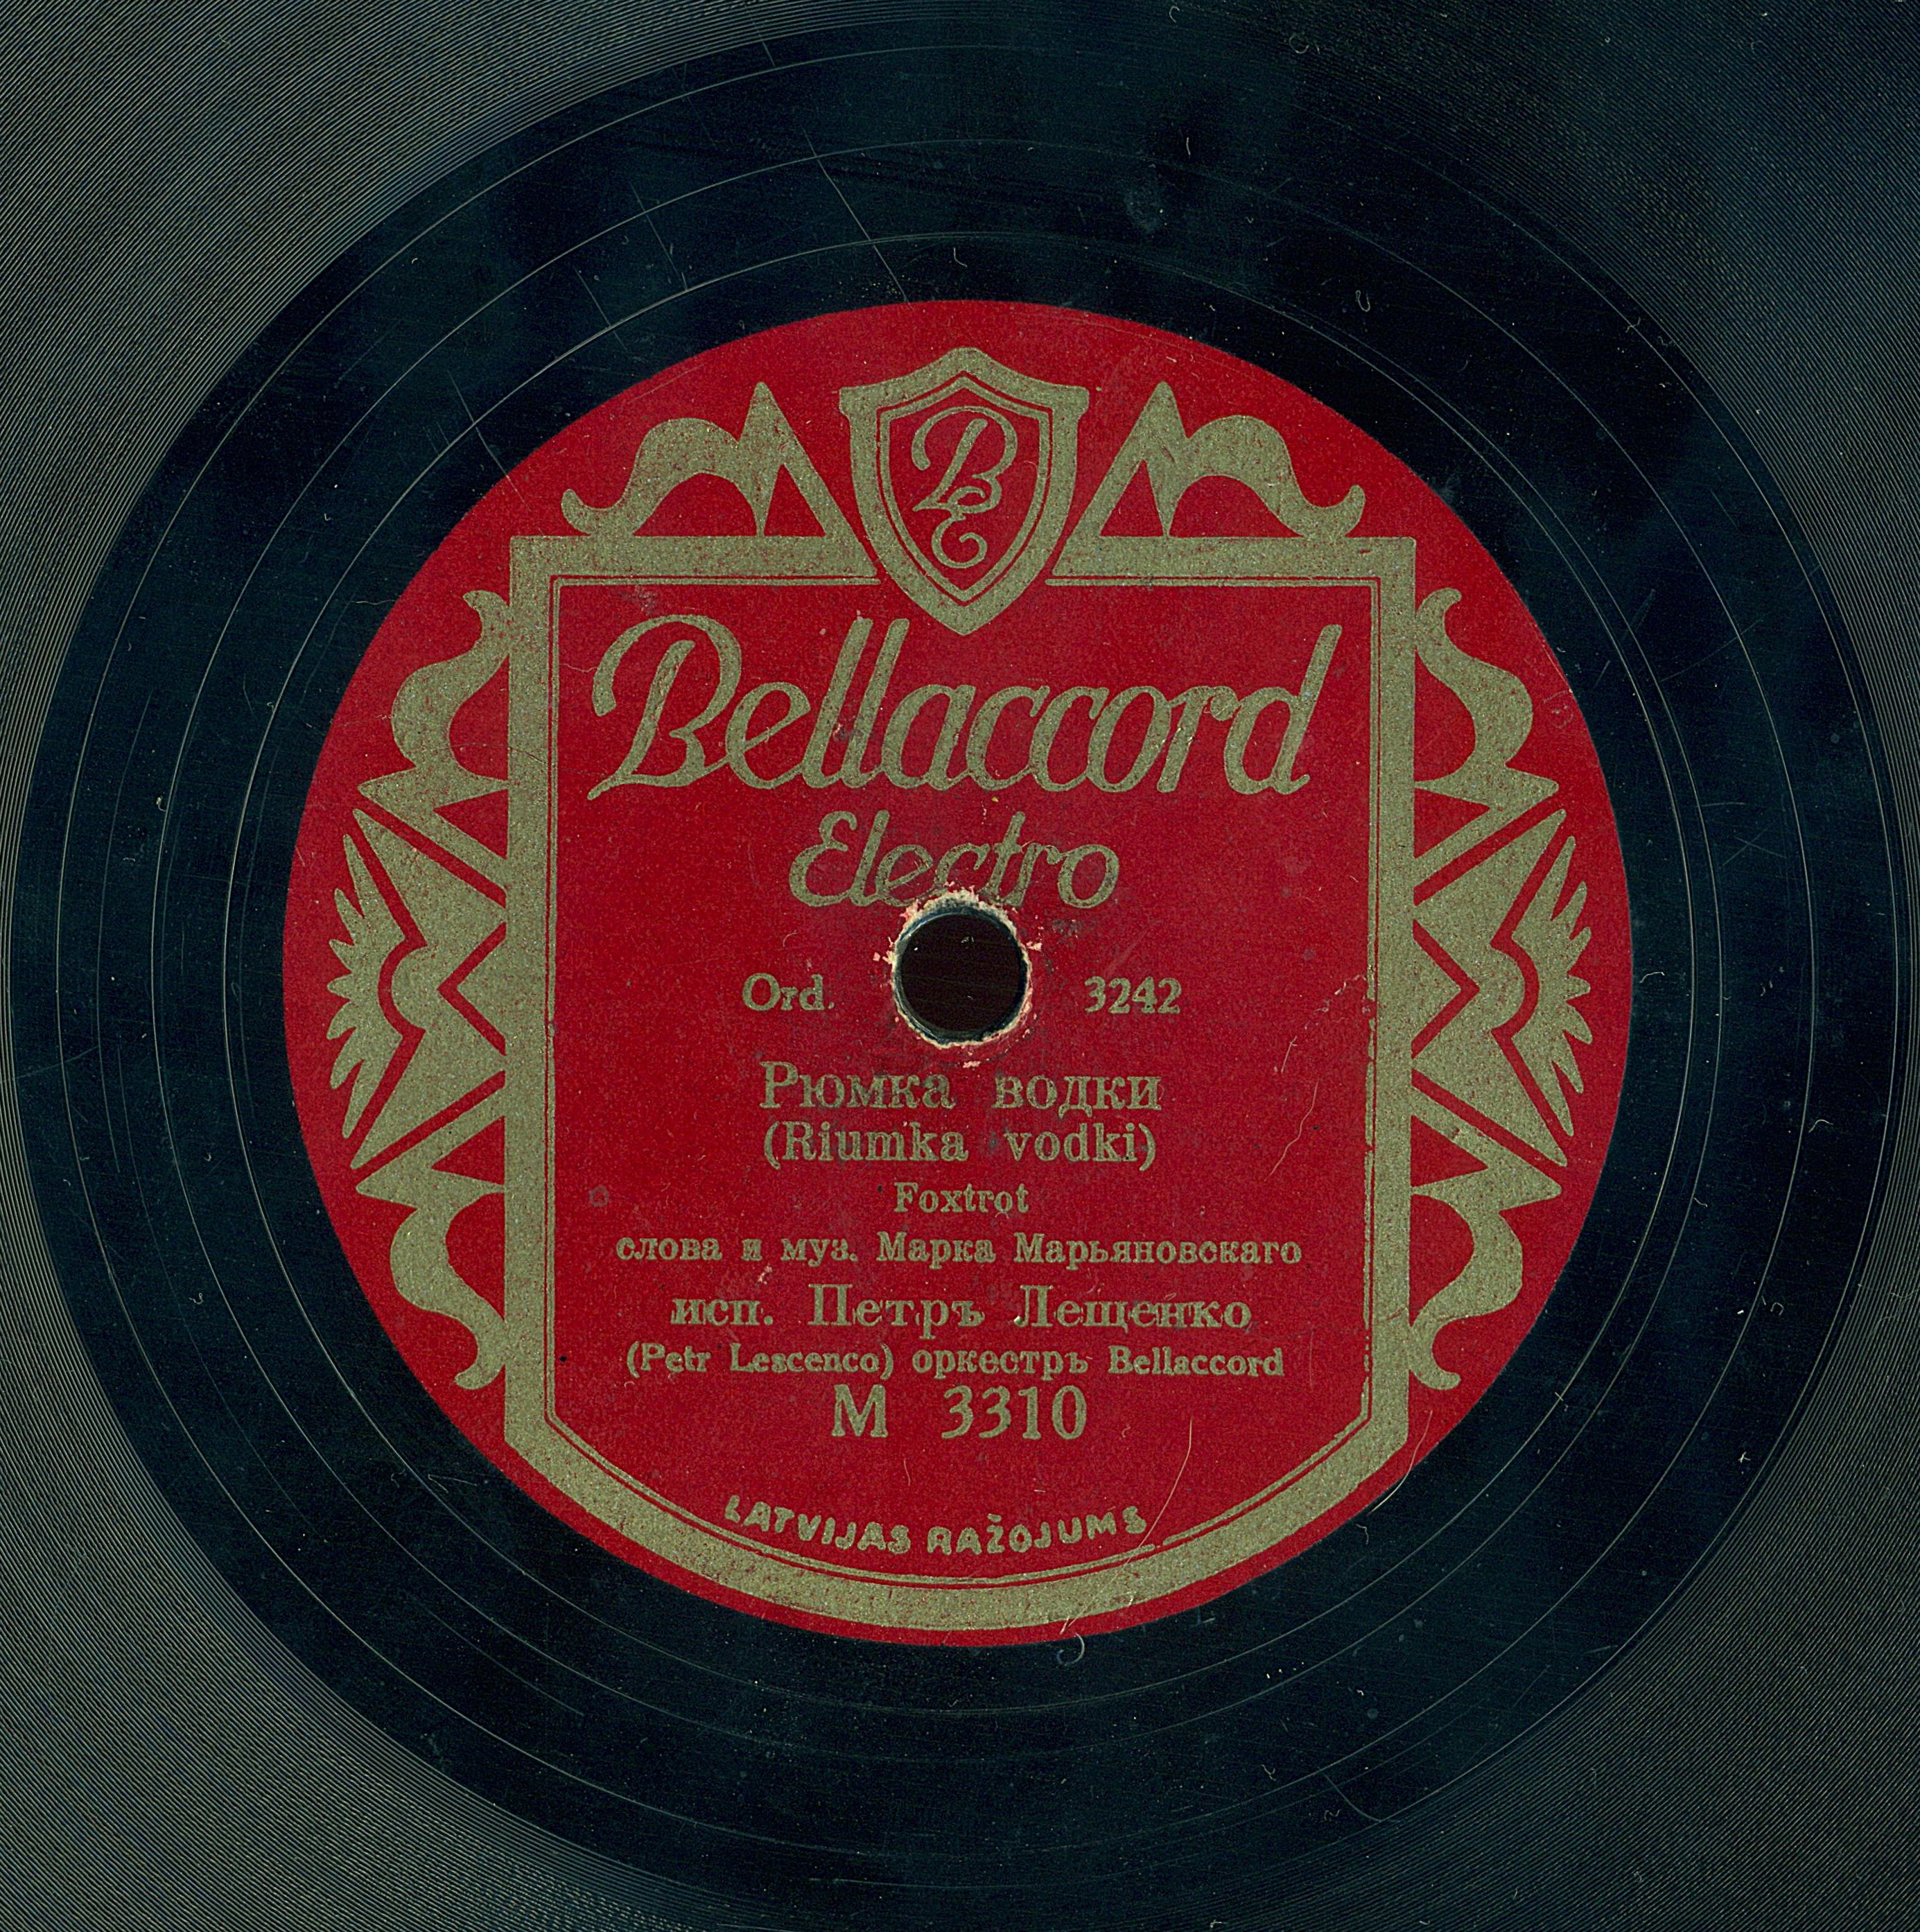 BE
Bellaccord
Electro
Ord. 3242
Рюмка водки
(Riumka vodki)
Foxtrot
слова и муз. Марка Марьяновскаго
исп. Петръ Лещенко
(Petr Lescenco) оркестръ Bellaccord
M 3310
LATVIJAS RAŽOJUMS